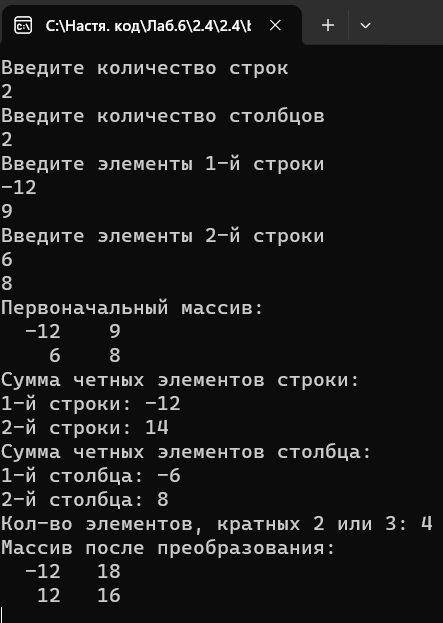 C:\Настя. код\Лаб.6\2.4\2.4\b
Введите количество строк
2
Введите количество столбцов
2
Введите элементы 1-й строки
-12
9
Введите элементы 2-й строки
6
8
Первоначальный массив:
  -12    9
    6    8
Сумма четных элементов строки:
1-й строки: -12
2-й строки: 14
Сумма четных элементов столбца:
1-й столбца: -6
2-й столбца: 8
Кол-во элементов, кратных 2 или 3: 4
Массив после преобразования:
  -12   18
   12   16